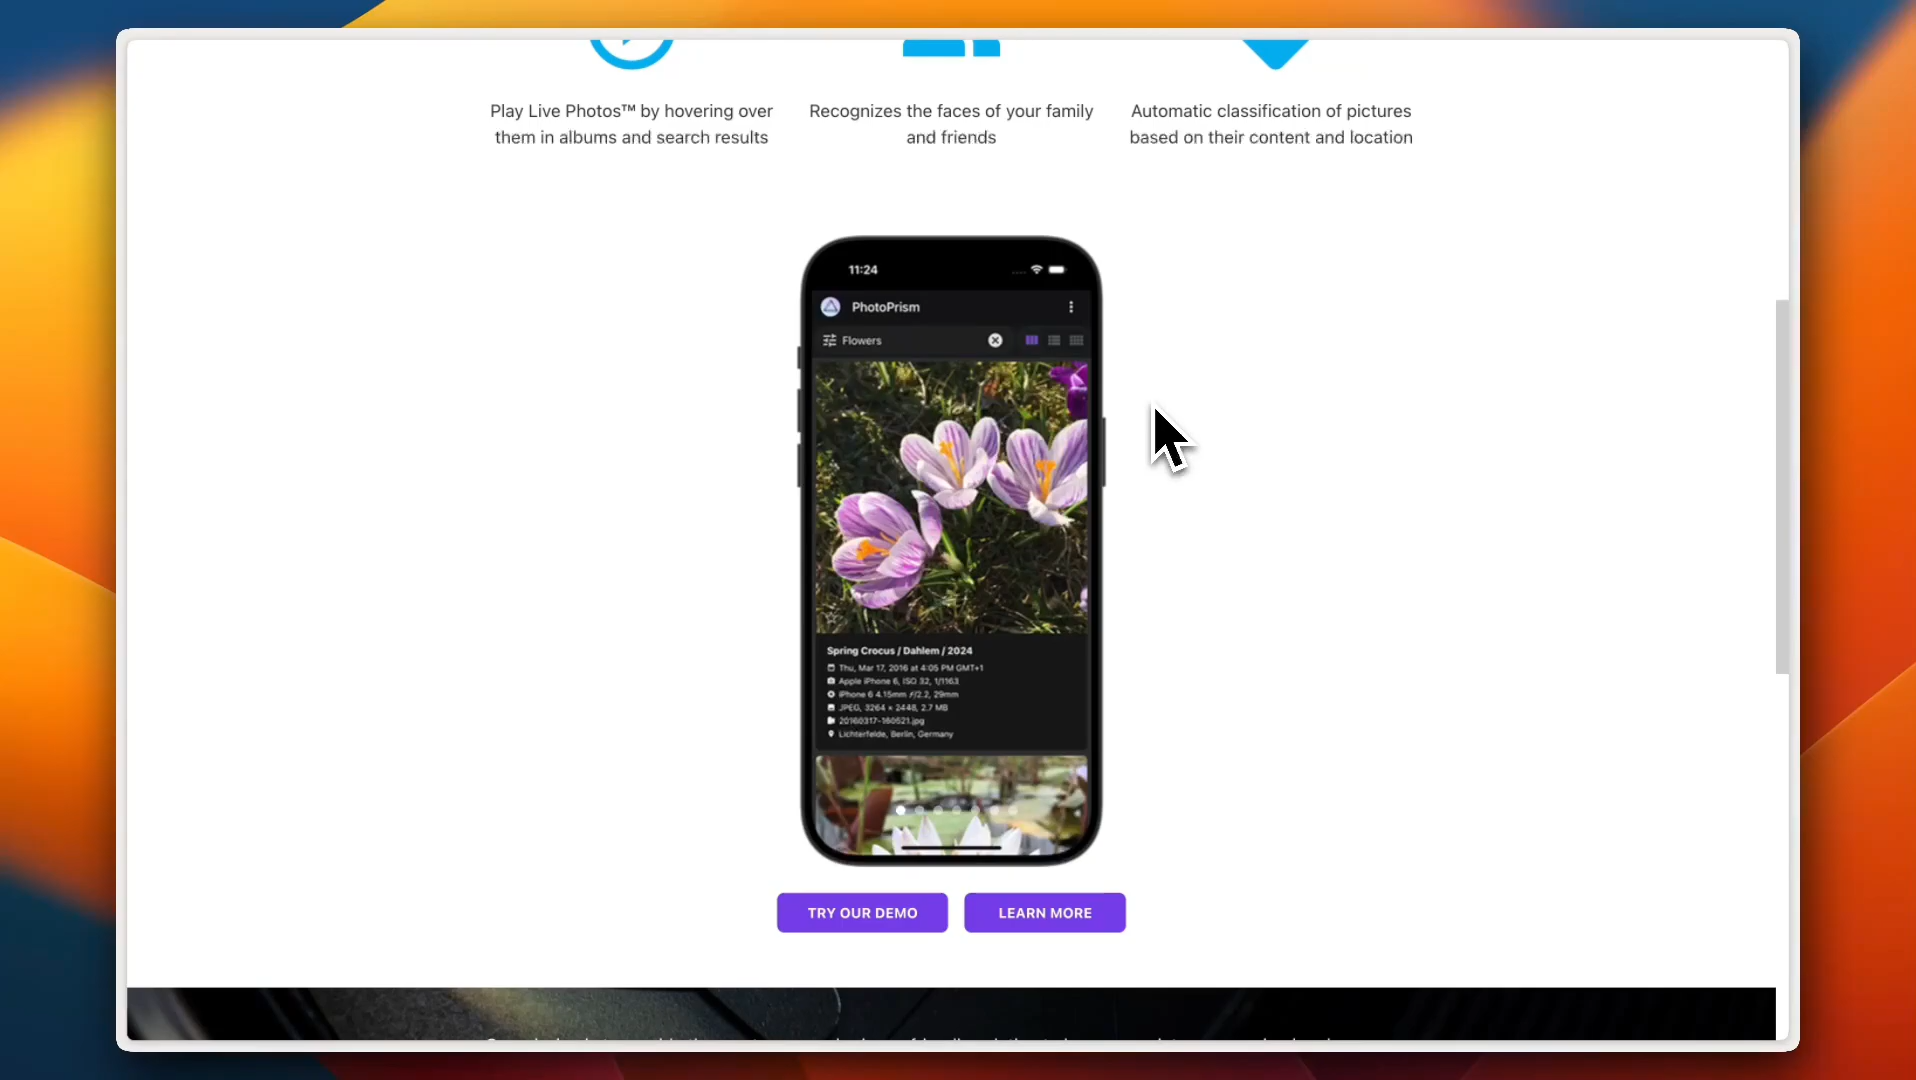 Play Live Photos™ by hovering over
them in albums and search results
Recognizes the faces of your family
and friends
Automatic classification of pictures
based on their content and location
11:24
PhotoPrism
Flowers
Spring Crocus / Dahlem / 2024
Thu, Mar 17, 2016 at 4:05 PM GMT+1
Apple iPhone 6, ISO 32, 1/1163
iPhone 6 4.15mm ƒ/2.2, 29mm
JPEG, 3264 × 2448, 2.7 MB
20160317-160521.jpg
Lichterfelde, Berlin, Germany
TRY OUR DEMO
LEARN MORE